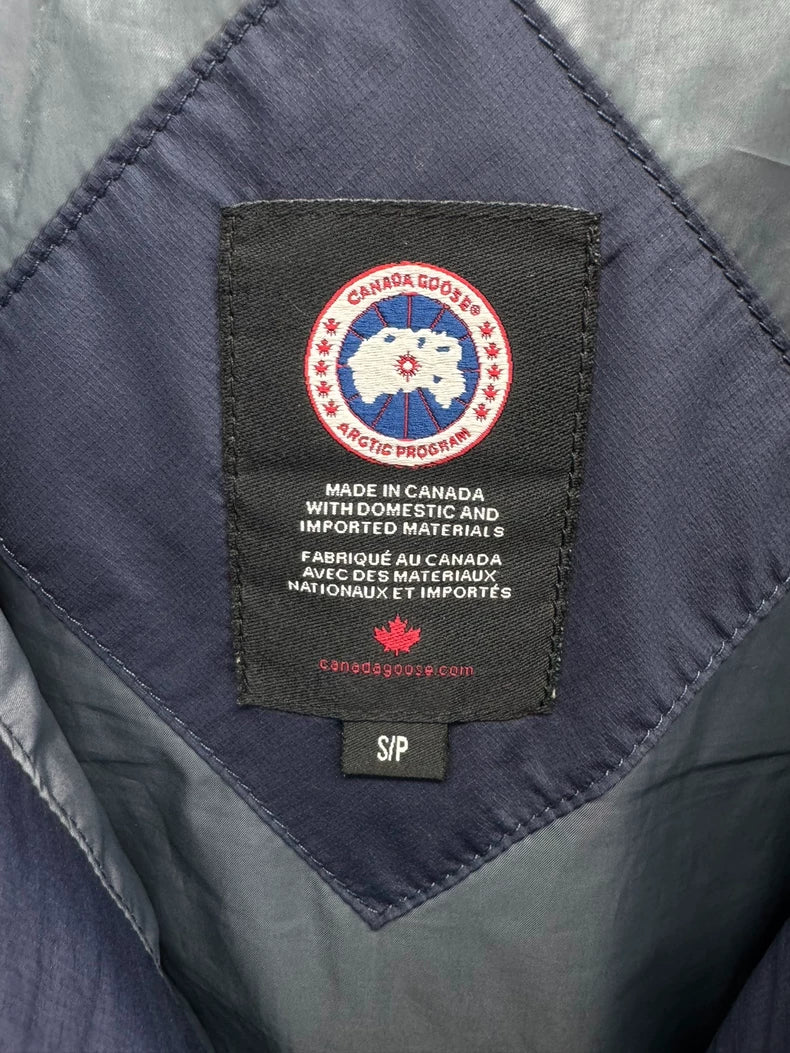 CANADA GOOSE®
ARCTIC PROGRAM
MADE IN CANADA
WITH DOMESTIC AND
IMPORTED MATERIALS
FABRIQUÉ AU CANADA
AVEC DES MATERIAUX
NATIONAUX ET IMPORTÉS
canadagoose.com
S/P